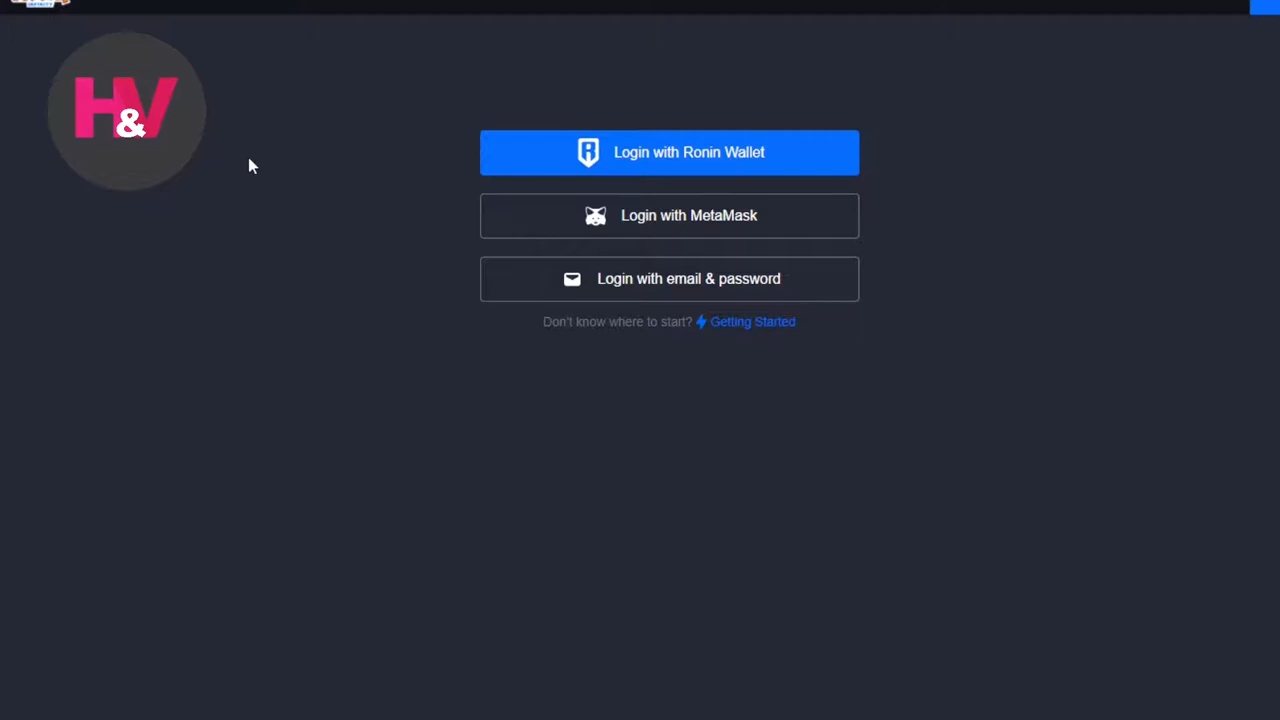 H&V
Login with Ronin Wallet
Login with MetaMask
Login with email & password
Don't know where to start? Getting Started